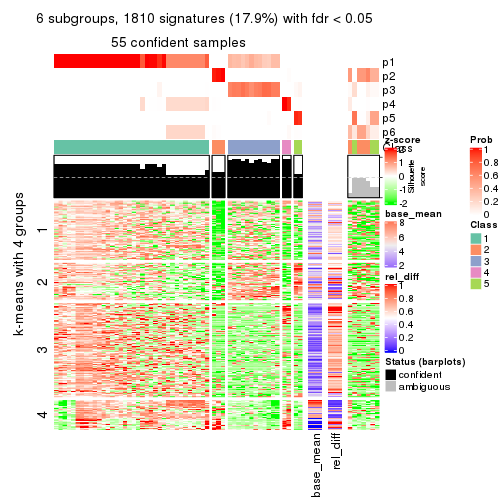 6 subgroups, 1810 signatures (17.9%) with fdr < 0.05
55 confident samples
p1
p2
p3
p4
p5
p6
Class
k-means with 4 groups
1
2
3
4
Silhouette
score
z-score
2
1
0
-1
-2
base_mean
8
6
4
2
rel_diff
1
0.8
0.6
0.4
0.2
0
Status (barplots)
confident
ambiguous
Prob
1
0.8
0.6
0.4
0.2
0
Class
1
2
3
4
5
base_mean
rel_diff